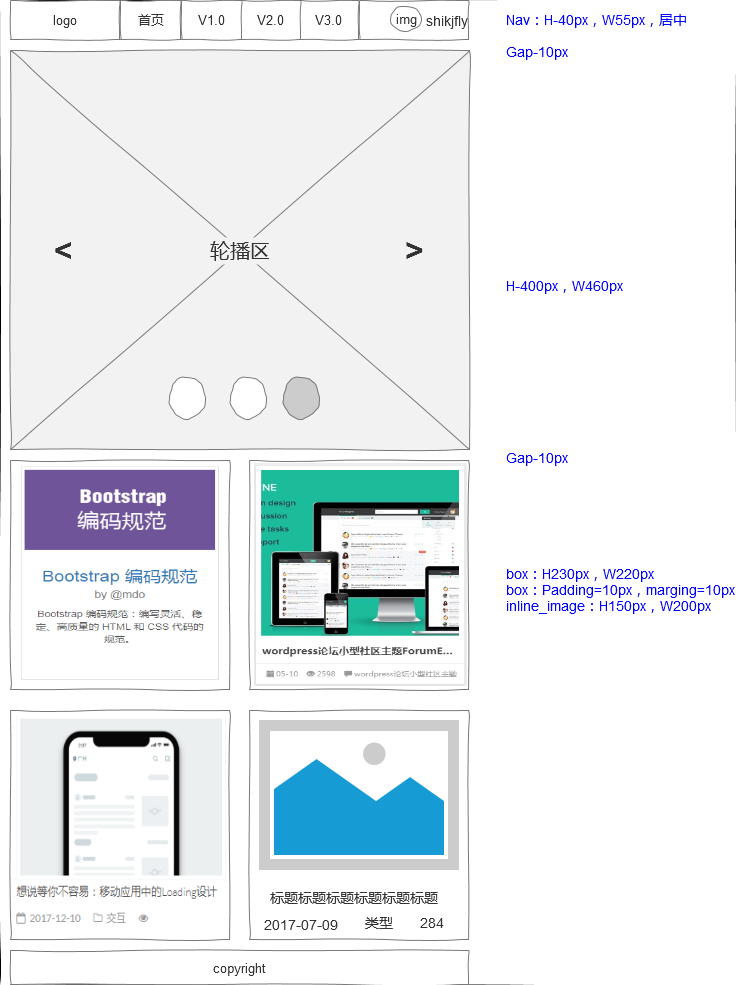 logo 首页 V1.0 V2.0 V3.0 img shikjfly
Nav：H-40px，W55px，居中
Gap-10px
< 轮播区 >
H-400px，W460px
Gap-10px
Bootstrap
编码规范
Bootstrap 编码规范
by @mdo
Bootstrap 编码规范：编写灵活、稳
定、高质量的 HTML 和 CSS 代码的
规范。
NE
n design
ussion
e tasks
port
wordpress论坛小型社区主题ForumE...
05-10 2598 wordpress论坛小型社区主题
box：H230px，W220px
box：Padding=10px，marging=10px
inline_image：H150px，W200px
想说等你不容易：移动应用中的Loading设计
2017-12-10 交互
标题标题标题标题标题标题
2017-07-09 类型 284
copyright